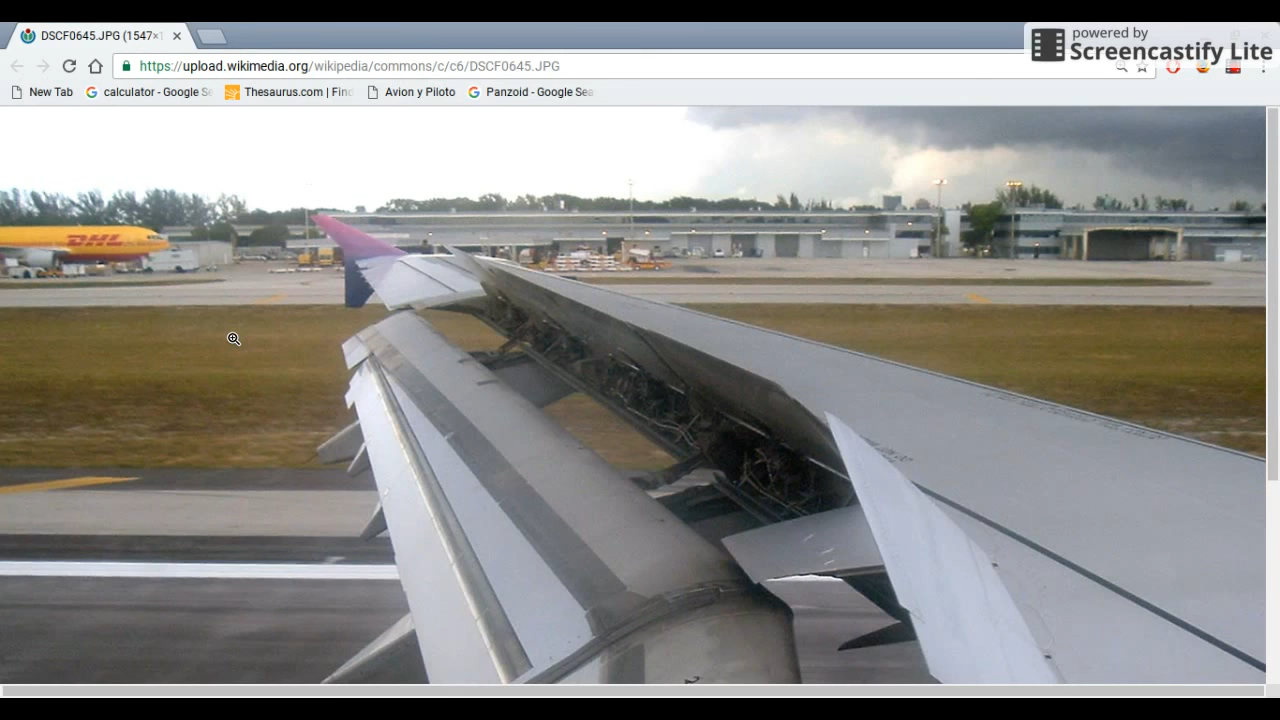 DSCF0645.JPG (1547×1
powered by
Screencastify Lite
https://upload.wikimedia.org/wikipedia/commons/c/c6/DSCF0645.JPG
New Tab
calculator - Google Se
Thesaurus.com | Find
Avion y Piloto
Panzoid - Google Sea
DHL